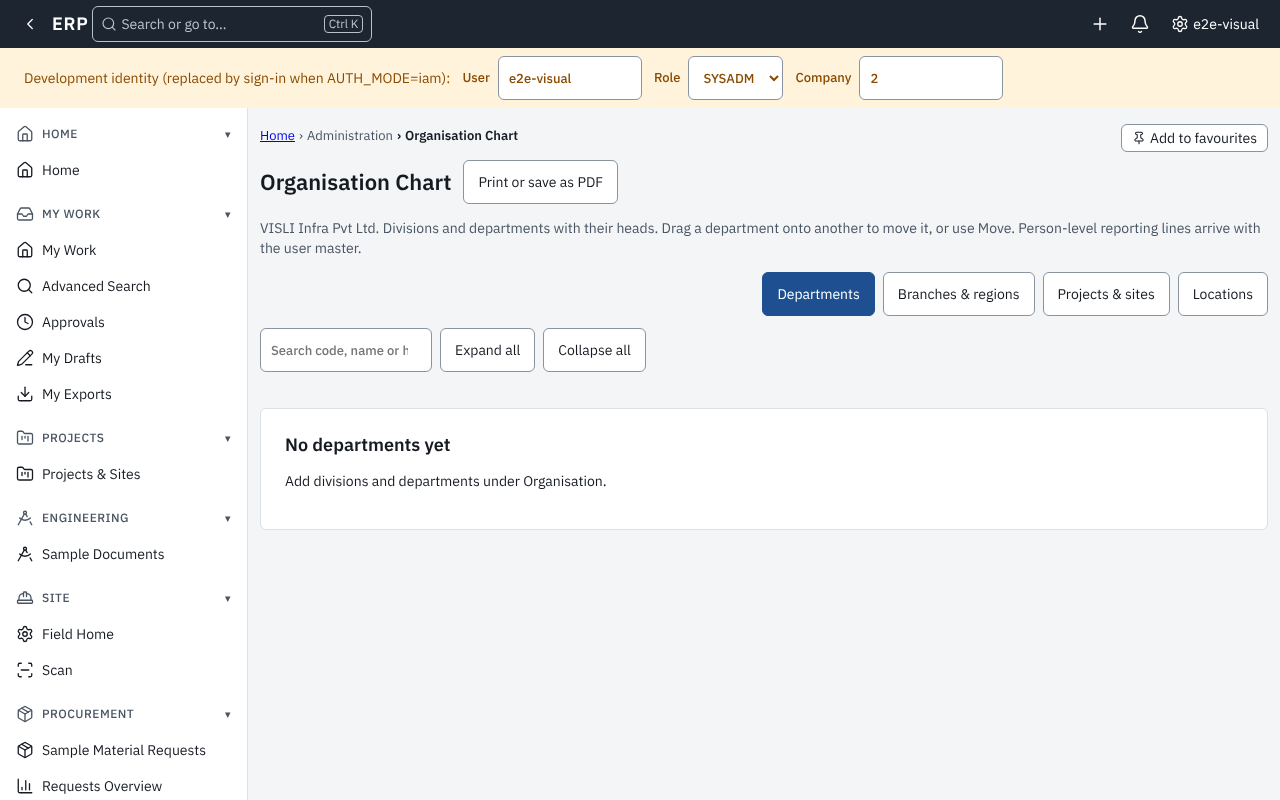 ERP
Search or go to...
Ctrl K
e2e-visual
Development identity (replaced by sign-in when AUTH_MODE=iam):
User
e2e-visual
Role
SYSADM
Company
2
HOME
Home
MY WORK
My Work
Advanced Search
Approvals
My Drafts
My Exports
PROJECTS
Projects & Sites
ENGINEERING
Sample Documents
SITE
Field Home
Scan
PROCUREMENT
Sample Material Requests
Requests Overview
Home › Administration › Organisation Chart
Add to favourites
Organisation Chart
Print or save as PDF
VISLI Infra Pvt Ltd. Divisions and departments with their heads. Drag a department onto another to move it, or use Move. Person-level reporting lines arrive with
the user master.
Departments
Branches & regions
Projects & sites
Locations
Search code, name or
Expand all
Collapse all
No departments yet
Add divisions and departments under Organisation.